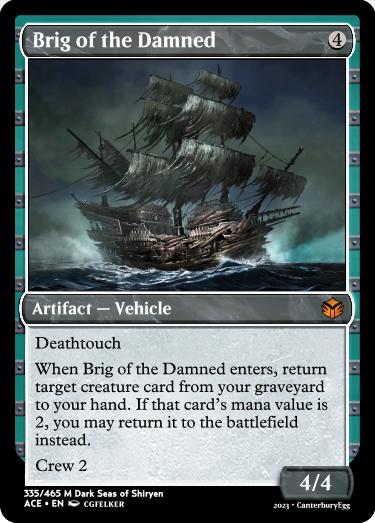 Brig of the Damned 4
Artifact — Vehicle
Deathtouch
When Brig of the Damned enters, return
target creature card from your graveyard
to your hand. If that card's mana value is
2, you may return it to the battlefield
instead.
Crew 2
4/4
335/465 M Dark Seas of Shiryen
ACE • EN CGFELKER
2023 • CanterburyEgg